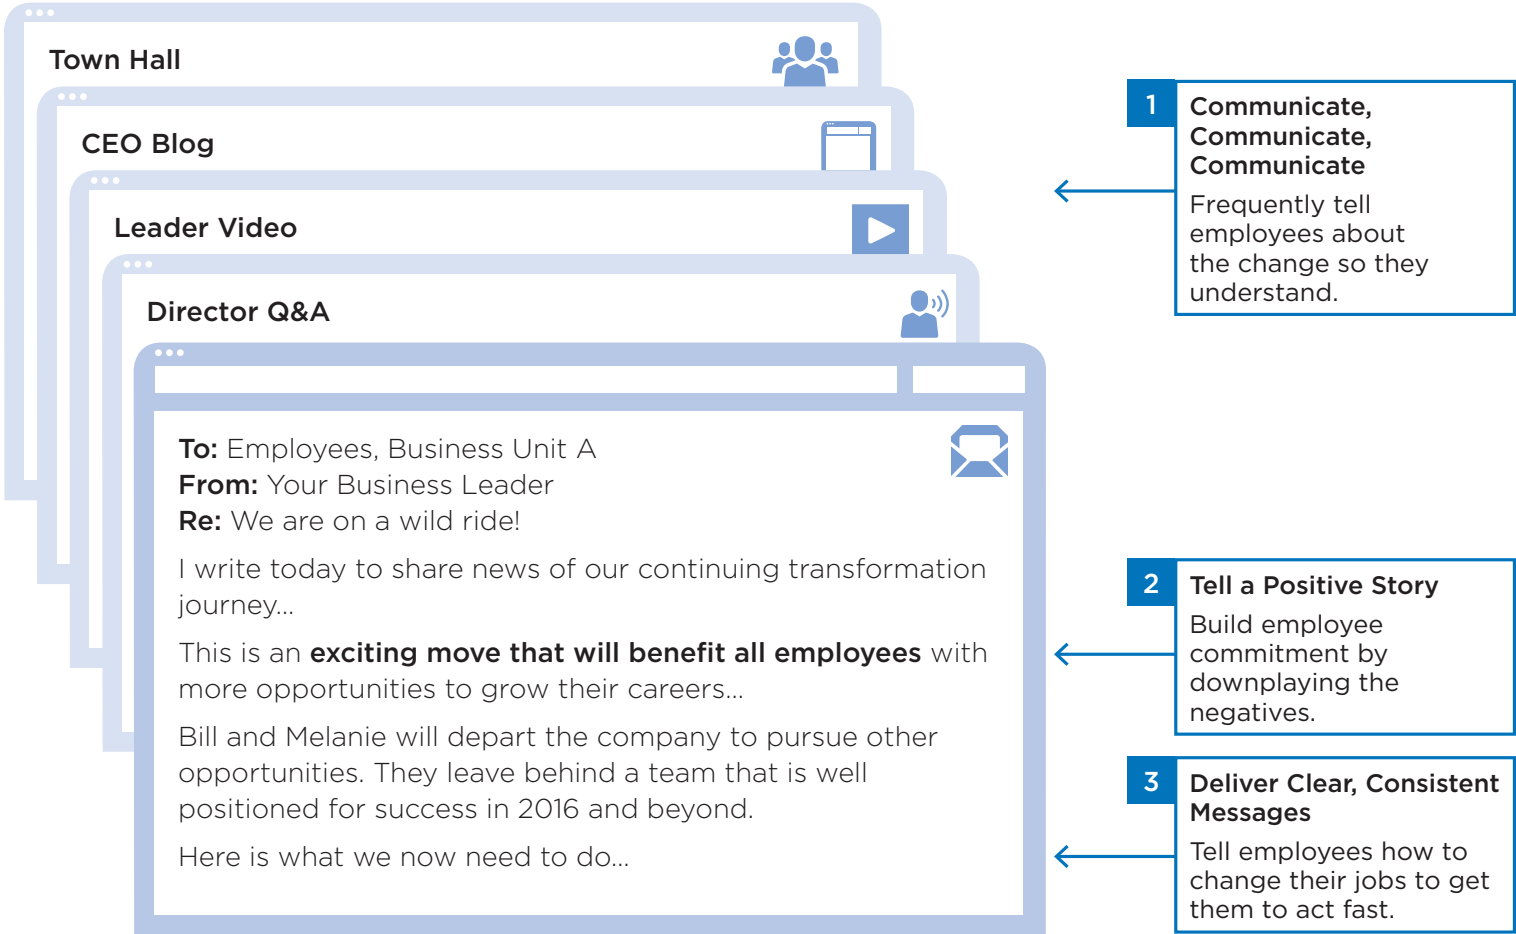 Town Hall
CEO Blog
Leader Video
Director Q&A
To: Employees, Business Unit A
From: Your Business Leader
Re: We are on a wild ride!
I write today to share news of our continuing transformation
journey...
This is an exciting move that will benefit all employees with
more opportunities to grow their careers...
Bill and Melanie will depart the company to pursue other
opportunities. They leave behind a team that is well
positioned for success in 2016 and beyond.
Here is what we now need to do...
1
Communicate,
Communicate,
Communicate
Frequently tell
employees about
the change so they
understand.
2
Tell a Positive Story
Build employee
commitment by
downplaying the
negatives.
3
Deliver Clear, Consistent
Messages
Tell employees how to
change their jobs to get
them to act fast.